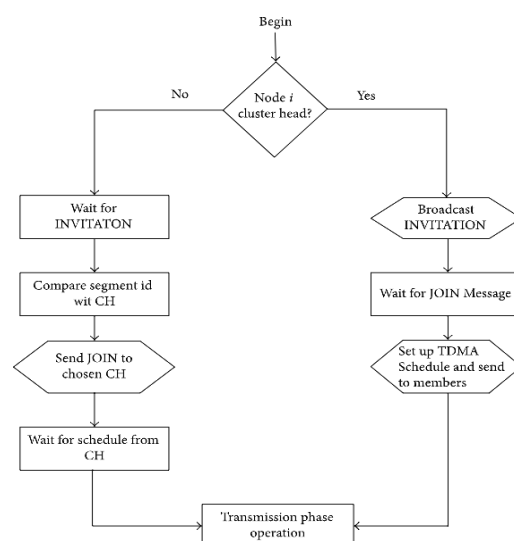 Begin
Node i
cluster head?
No
Yes
Wait for
INVITATON
Compare segment id
wit CH
Send JOIN to
chosen CH
Wait for schedule from
CH
Broadcast
INVITATION
Wait for JOIN Message
Set up TDMA
Schedule and send
to members
Transmission phase
operation